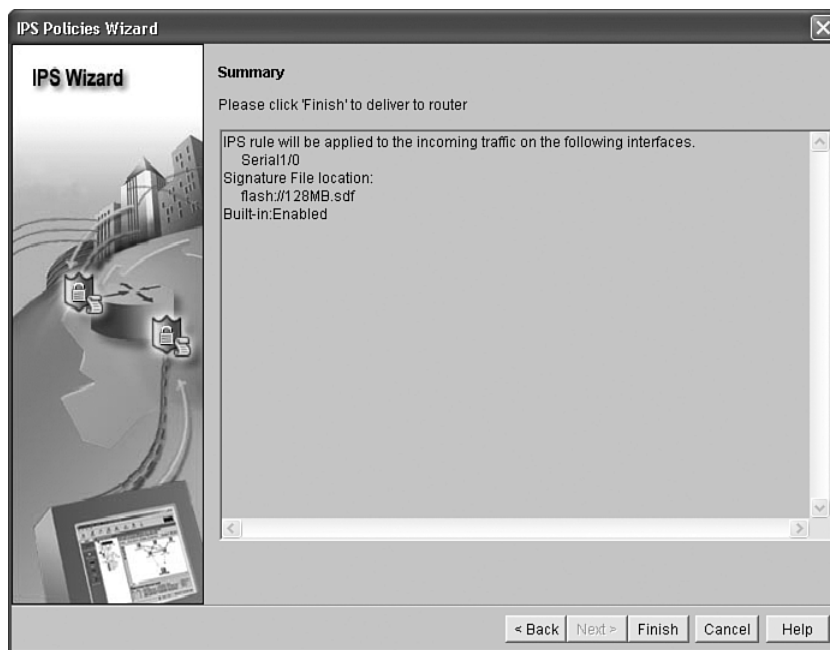 IPS Policies Wizard
IPS Wizard
Summary
Please click 'Finish' to deliver to router
IPS rule will be applied to the incoming traffic on the following interfaces.
Serial1/0
Signature File location:
flash://128MB.sdf
Built-in:Enabled
< Back
Next >
Finish
Cancel
Help